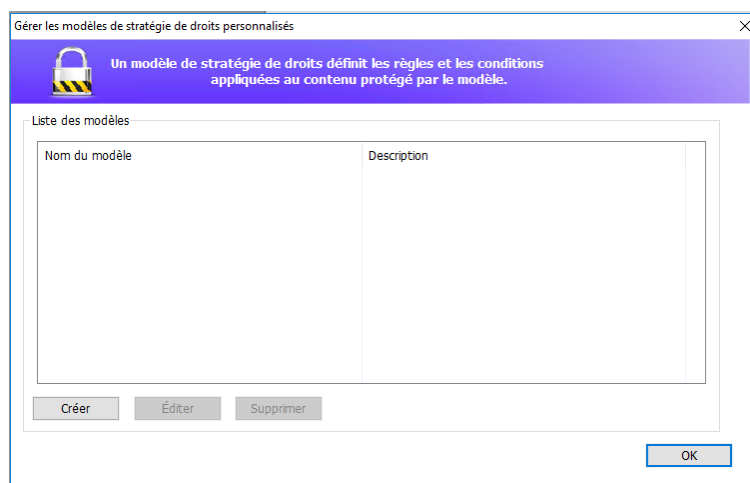 Gérer les modèles de stratégie de droits personnalisés
Un modèle de stratégie de droits définit les règles et les conditions
appliquées au contenu protégé par le modèle.
Liste des modèles
Nom du modèle Description
Créer Éditer Supprimer
OK